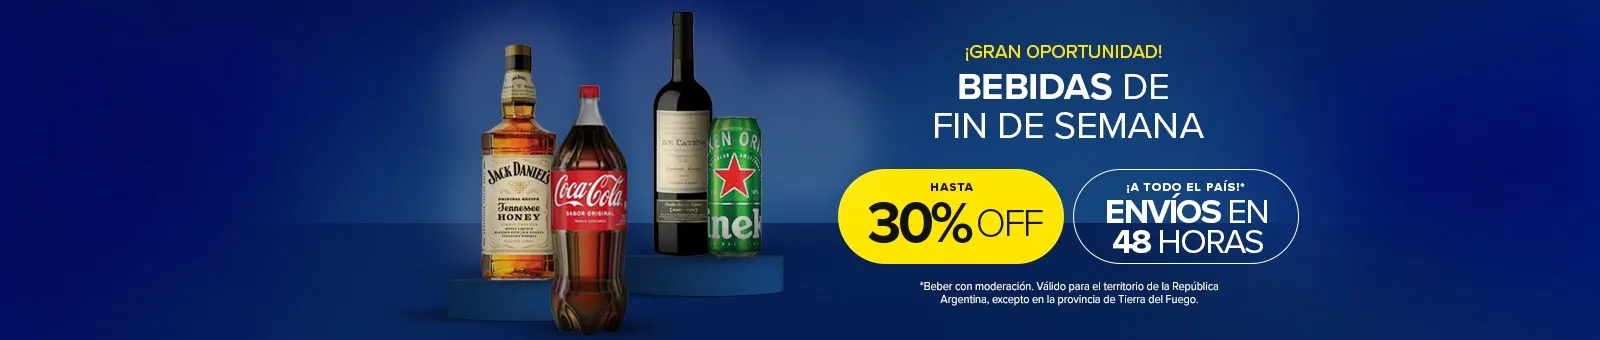 ¡GRAN OPORTUNIDAD!
BEBIDAS DE
FIN DE SEMANA
HASTA
30% OFF
¡A TODO EL PAÍS!*
ENVÍOS EN
48 HORAS
*Beber con moderación. Válido para el territorio de la República
Argentina, excepto en la provincia de Tierra del Fuego.
JACK DANIEL'S
ORIGINAL RECIPE
Tennessee
HONEY
Coca-Cola
SABOR ORIGINAL
D.V. CATENA